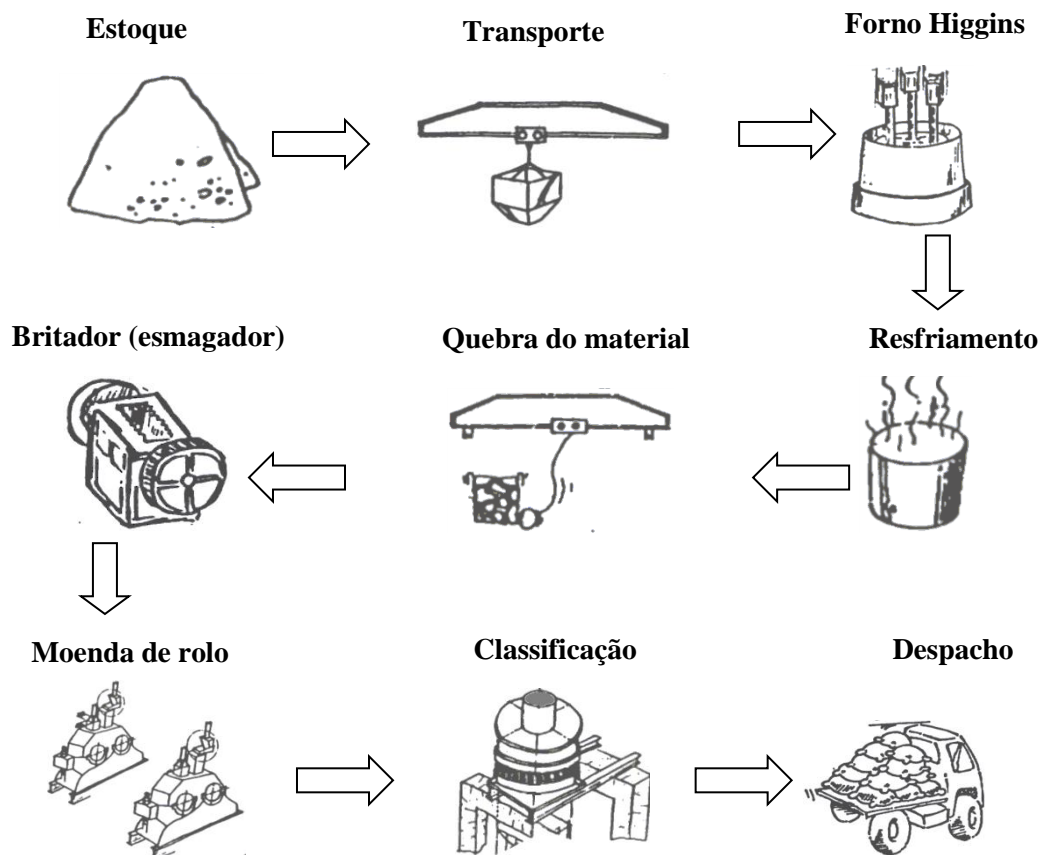 Estoque
Transporte
Forno Higgins
Britador (esmagador)
Quebra do material
Resfriamento
Moenda de rolo
Classificação
Despacho